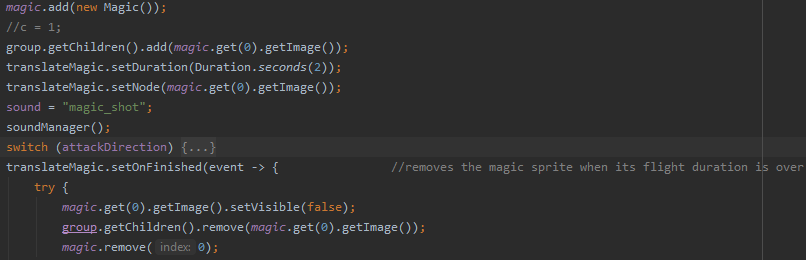 magic.add(new Magic());
//c = 1;
group.getChildren().add(magic.get(0).getImage());
translateMagic.setDuration(Duration.seconds(2));
translateMagic.setNode(magic.get(0).getImage());
sound = "magic_shot";
soundManager();
switch (attackDirection) {...}
translateMagic.setOnFinished(event -> { //removes the magic sprite when its flight duration is over
try {
magic.get(0).getImage().setVisible(false);
group.getChildren().remove(magic.get(0).getImage());
magic.remove( index: 0);